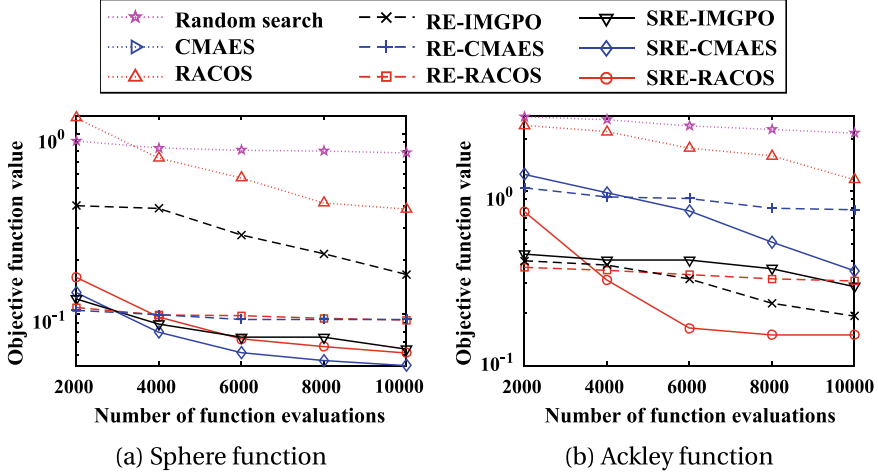 Random search RE-IMGPO SRE-IMGPO
CMAES RE-CMAES SRE-CMAES
RACOS RE-RACOS SRE-RACOS
Objective function value
10^0
10^-1
2000 4000 6000 8000 10000
Number of function evaluations
(a) Sphere function
Objective function value
10^0
10^-1
2000 4000 6000 8000 10000
Number of function evaluations
(b) Ackley function